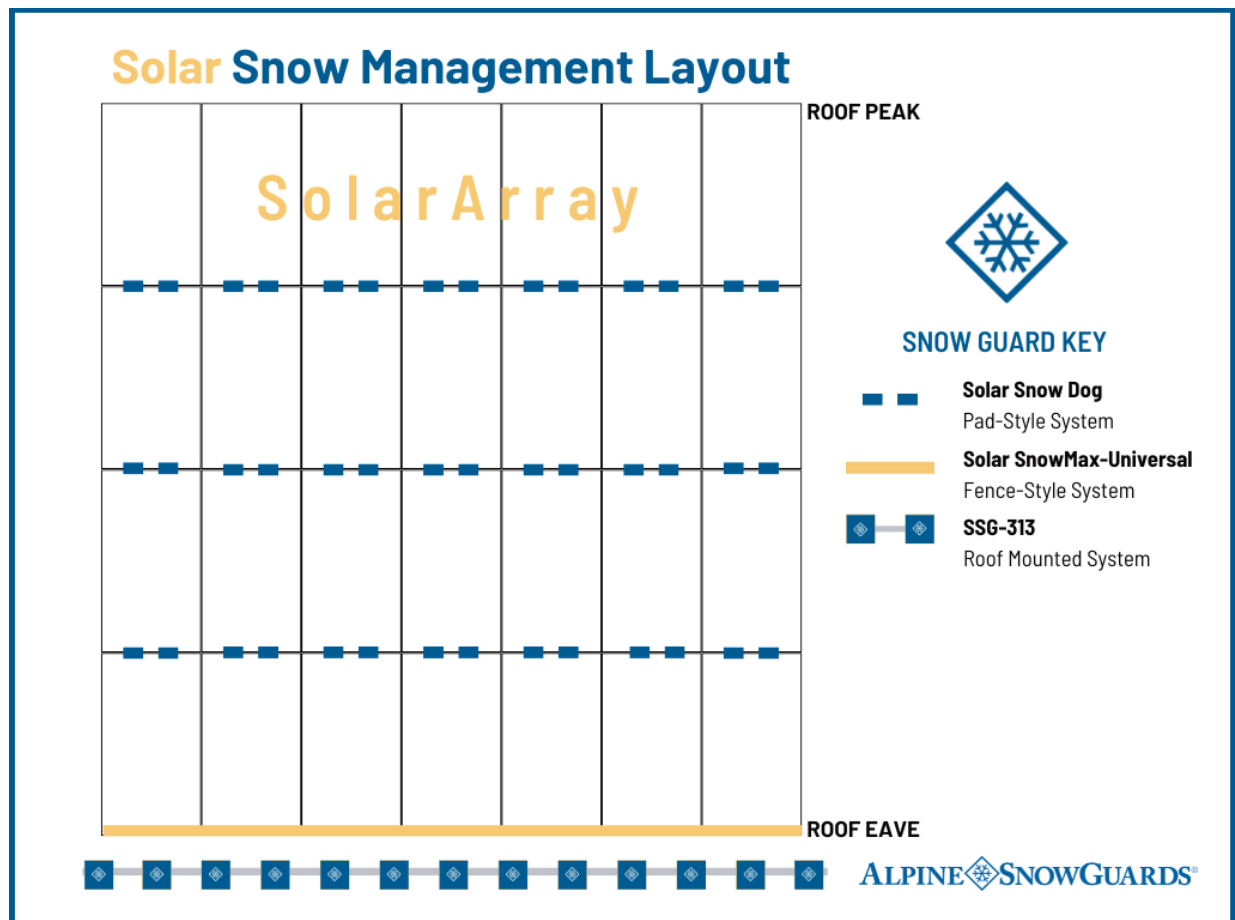 Solar Snow Management Layout
ROOF PEAK
SolarArray
SNOW GUARD KEY
Solar Snow Dog
Pad-Style System
Solar SnowMax-Universal
Fence-Style System
SSG-313
Roof Mounted System
ROOF EAVE
ALPINE SNOWGUARDS®